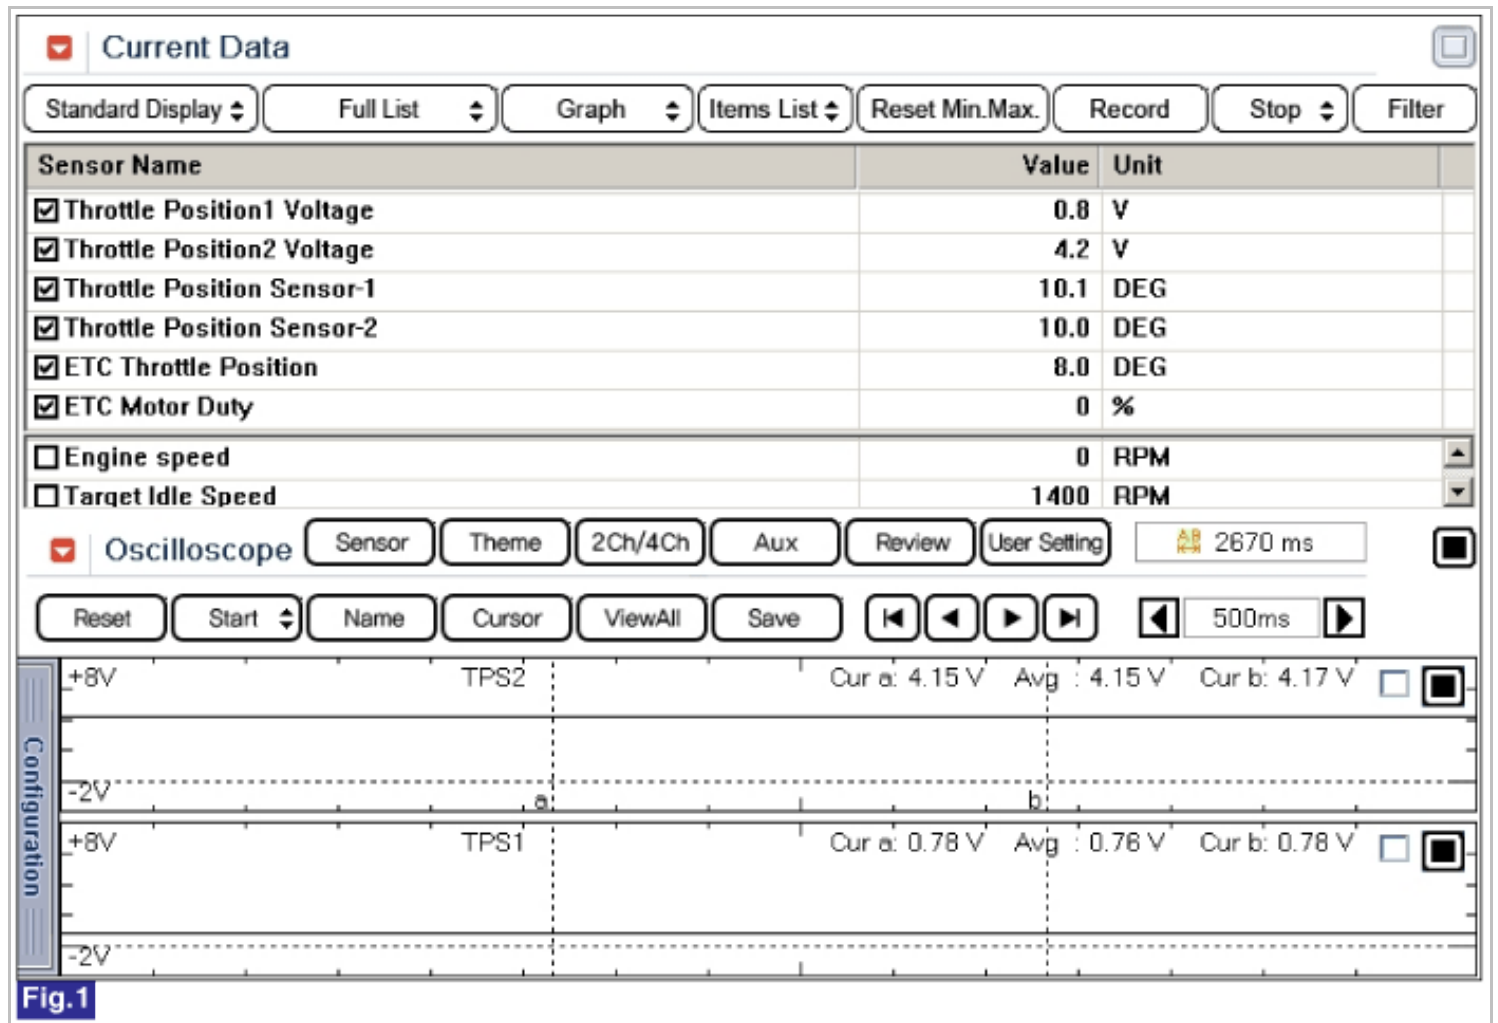 Current Data
Standard Display Full List Graph Items List Reset Min.Max. Record Stop Filter
Sensor Name Value Unit
Throttle Position1 Voltage 0.8 V
Throttle Position2 Voltage 4.2 V
Throttle Position Sensor-1 10.1 DEG
Throttle Position Sensor-2 10.0 DEG
ETC Throttle Position 8.0 DEG
ETC Motor Duty 0 %
Engine speed 0 RPM
Target Idle Speed 1400 RPM
Oscilloscope Sensor Theme 2Ch/4Ch Aux Review User Setting AB 2670 ms
Reset Start Name Cursor ViewAll Save 500ms
Configuration
+8V TPS2 Cur a: 4.15 V Avg : 4.15 V Cur b: 4.17 V
-2V a b
+8V TPS1 Cur a: 0.78 V Avg : 0.76 V Cur b: 0.78 V
-2V
Fig.1